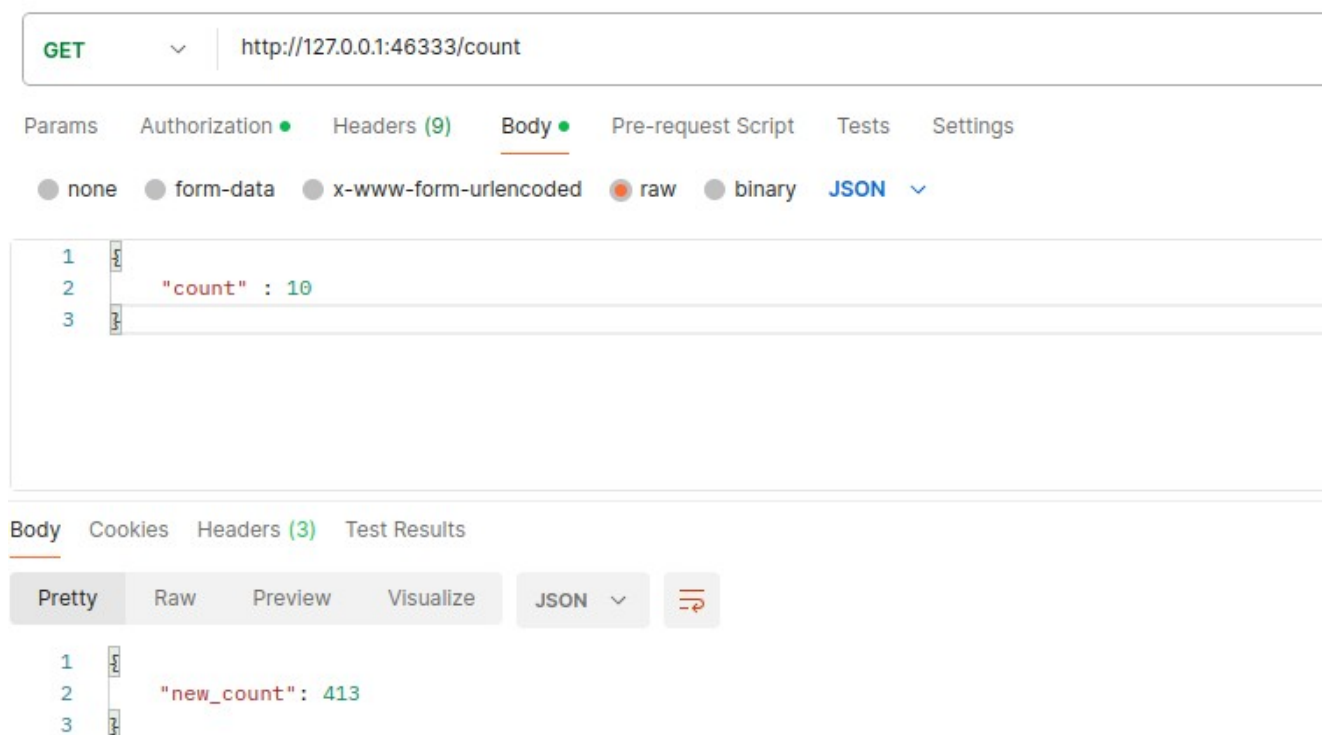 GET http://127.0.0.1:46333/count
Params Authorization Headers (9) Body Pre-request Script Tests Settings
none form-data x-www-form-urlencoded raw binary JSON
1 {
2 "count" : 10
3 }
Body Cookies Headers (3) Test Results
Pretty Raw Preview Visualize JSON
1 {
2 "new_count": 413
3 }